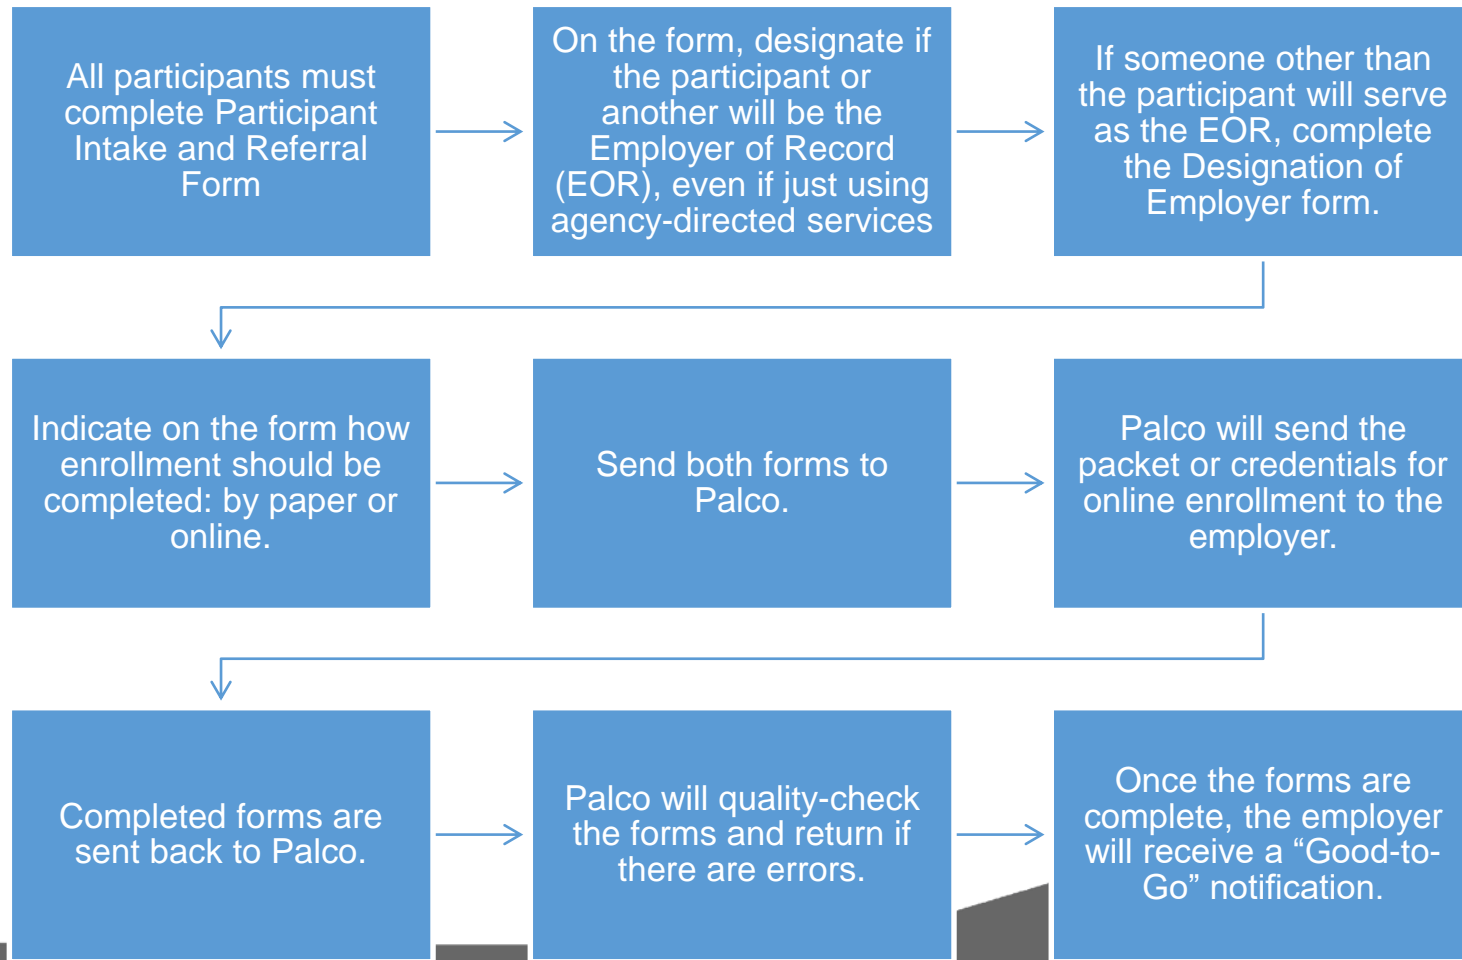 All participants must
complete Participant
Intake and Referral
Form
On the form, designate if
the participant or
another will be the
Employer of Record
(EOR), even if just using
agency-directed services
If someone other than
the participant will serve
as the EOR, complete
the Designation of
Employer form.
Indicate on the form how
enrollment should be
completed: by paper or
online.
Send both forms to
Palco.
Palco will send the
packet or credentials for
online enrollment to the
employer.
Completed forms are
sent back to Palco.
Palco will quality-check
the forms and return if
there are errors.
Once the forms are
complete, the employer
will receive a “Good-to-
Go” notification.